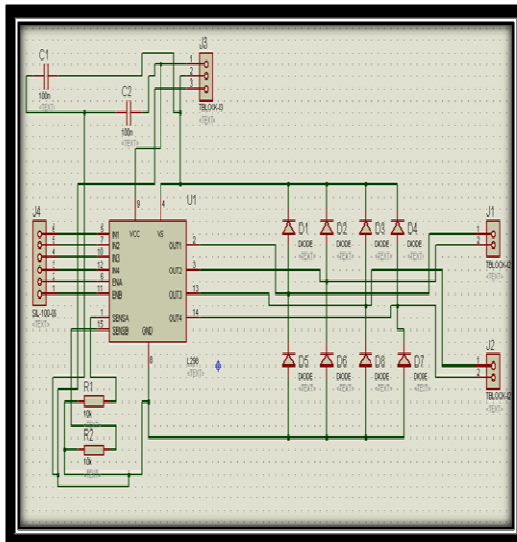 C1
100n
<TEXT>
C2
100n
<TEXT>
J3
1
2
3
TBLOCK-I3
<TEXT>
9
4
U1
VCC
VS
J4
SIL-100-06
<TEXT>
5
7
10
12
6
11
1
15
IN1
IN2
IN3
IN4
ENA
ENB
SENSA
SENSB
GND
8
OUT1
OUT2
OUT3
OUT4
2
3
13
14
L298
<TEXT>
D1
DIODE
<TEXT>
D2
DIODE
<TEXT>
D3
DIODE
<TEXT>
D4
DIODE
<TEXT>
J1
1
2
TBLOCK-I2
<TEXT>
D5
DIODE
<TEXT>
D6
DIODE
<TEXT>
D8
DIODE
<TEXT>
D7
DIODE
<TEXT>
J2
1
2
TBLOCK-I2
<TEXT>
R1
10k
<TEXT>
R2
10k
<TEXT>